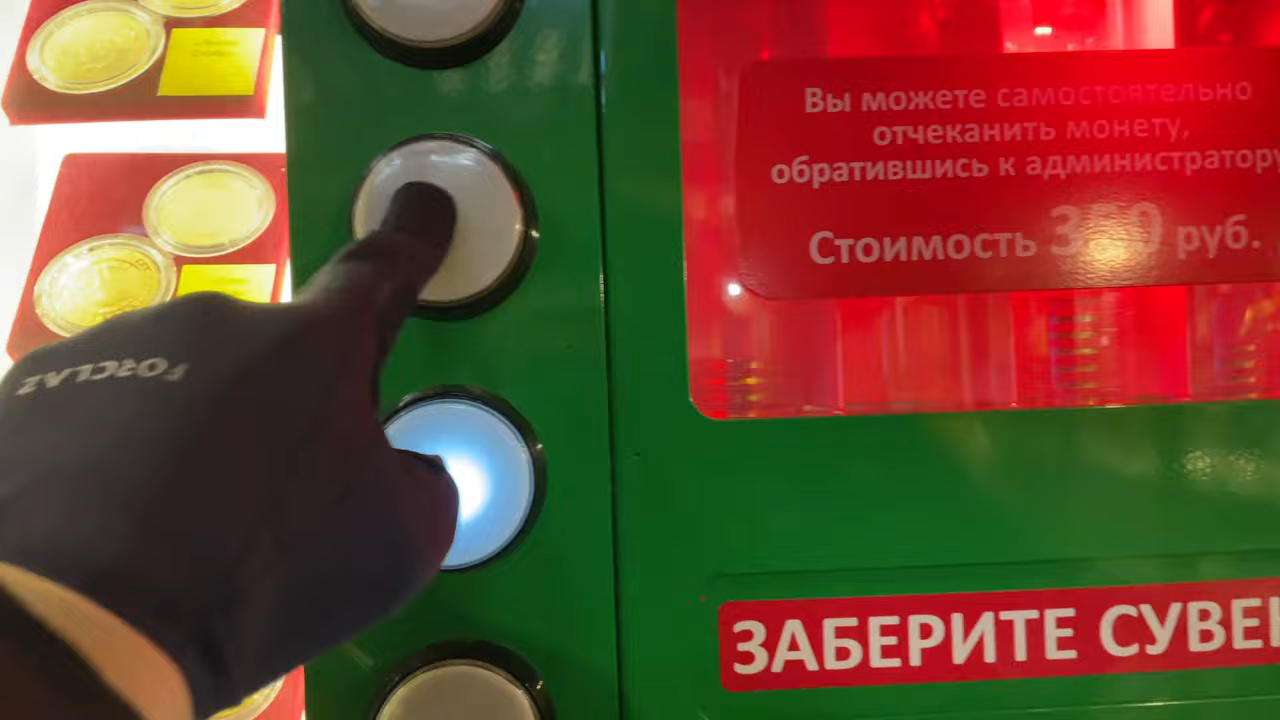 Вы можете самостоятельно
отчеканить монету,
обратившись к администратору
Стоимость руб.
FORCLAZ
ЗАБЕРИТЕ СУВЕ